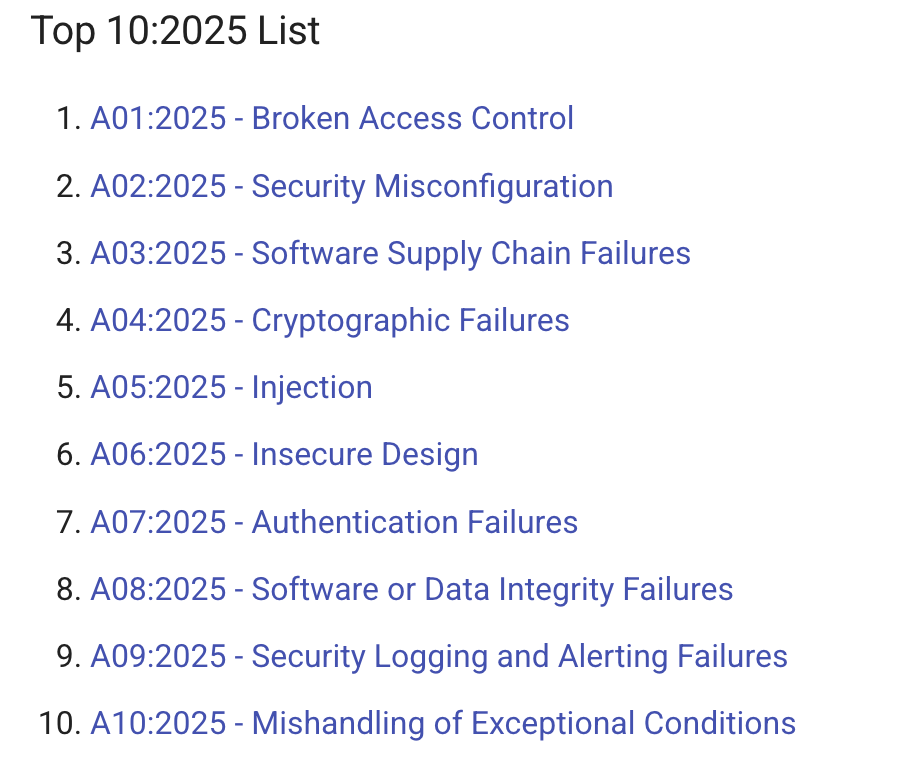 Top 10:2025 List
1. A01:2025 - Broken Access Control
2. A02:2025 - Security Misconfiguration
3. A03:2025 - Software Supply Chain Failures
4. A04:2025 - Cryptographic Failures
5. A05:2025 - Injection
6. A06:2025 - Insecure Design
7. A07:2025 - Authentication Failures
8. A08:2025 - Software or Data Integrity Failures
9. A09:2025 - Security Logging and Alerting Failures
10. A10:2025 - Mishandling of Exceptional Conditions